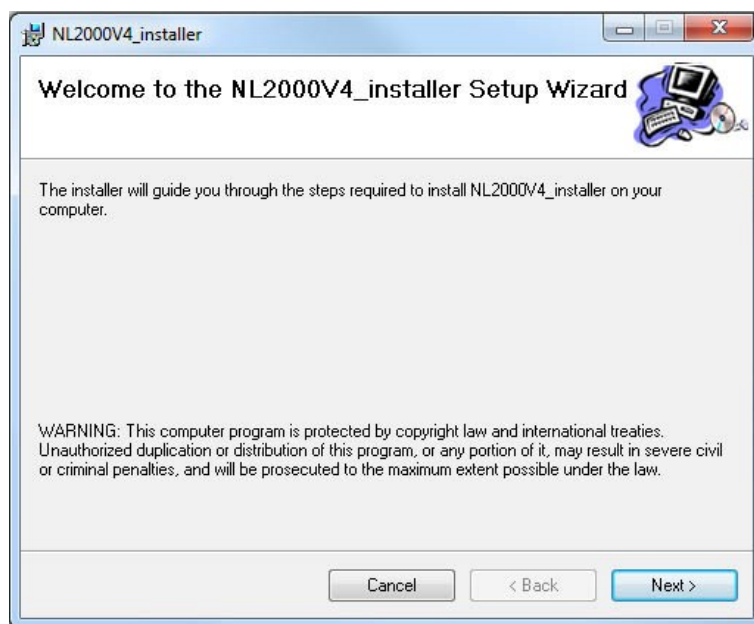 NL2000V4_installer
Welcome to the NL2000V4_installer Setup Wizard
The installer will guide you through the steps required to install NL2000V4_installer on your
computer.
WARNING: This computer program is protected by copyright law and international treaties.
Unauthorized duplication or distribution of this program, or any portion of it, may result in severe civil
or criminal penalties, and will be prosecuted to the maximum extent possible under the law.
Cancel
< Back
Next >